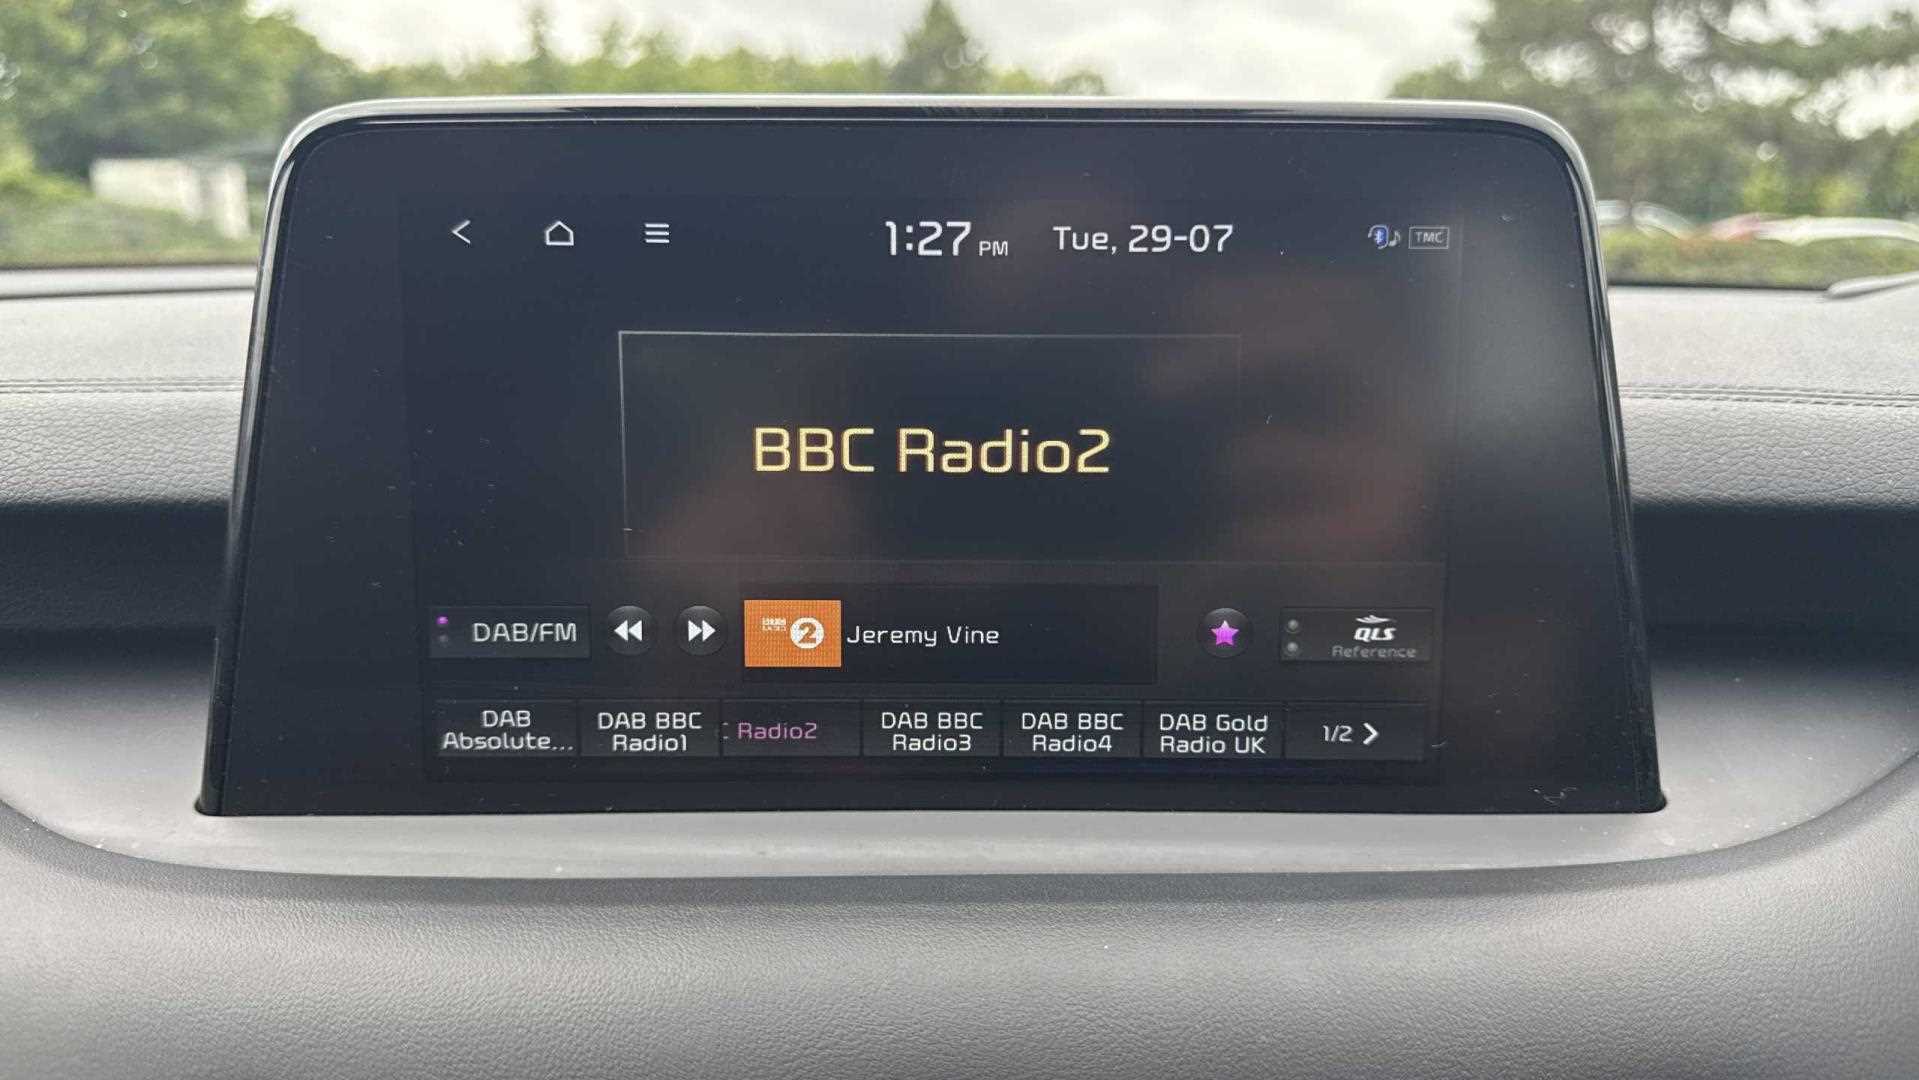 1:27 PM Tue, 29-07 TMC
BBC Radio2
DAB/FM
2 Jeremy Vine
QLS
Reference
DAB
Absolute...
DAB BBC
Radio1
Radio2
DAB BBC
Radio3
DAB BBC
Radio4
DAB Gold
Radio UK
1/2